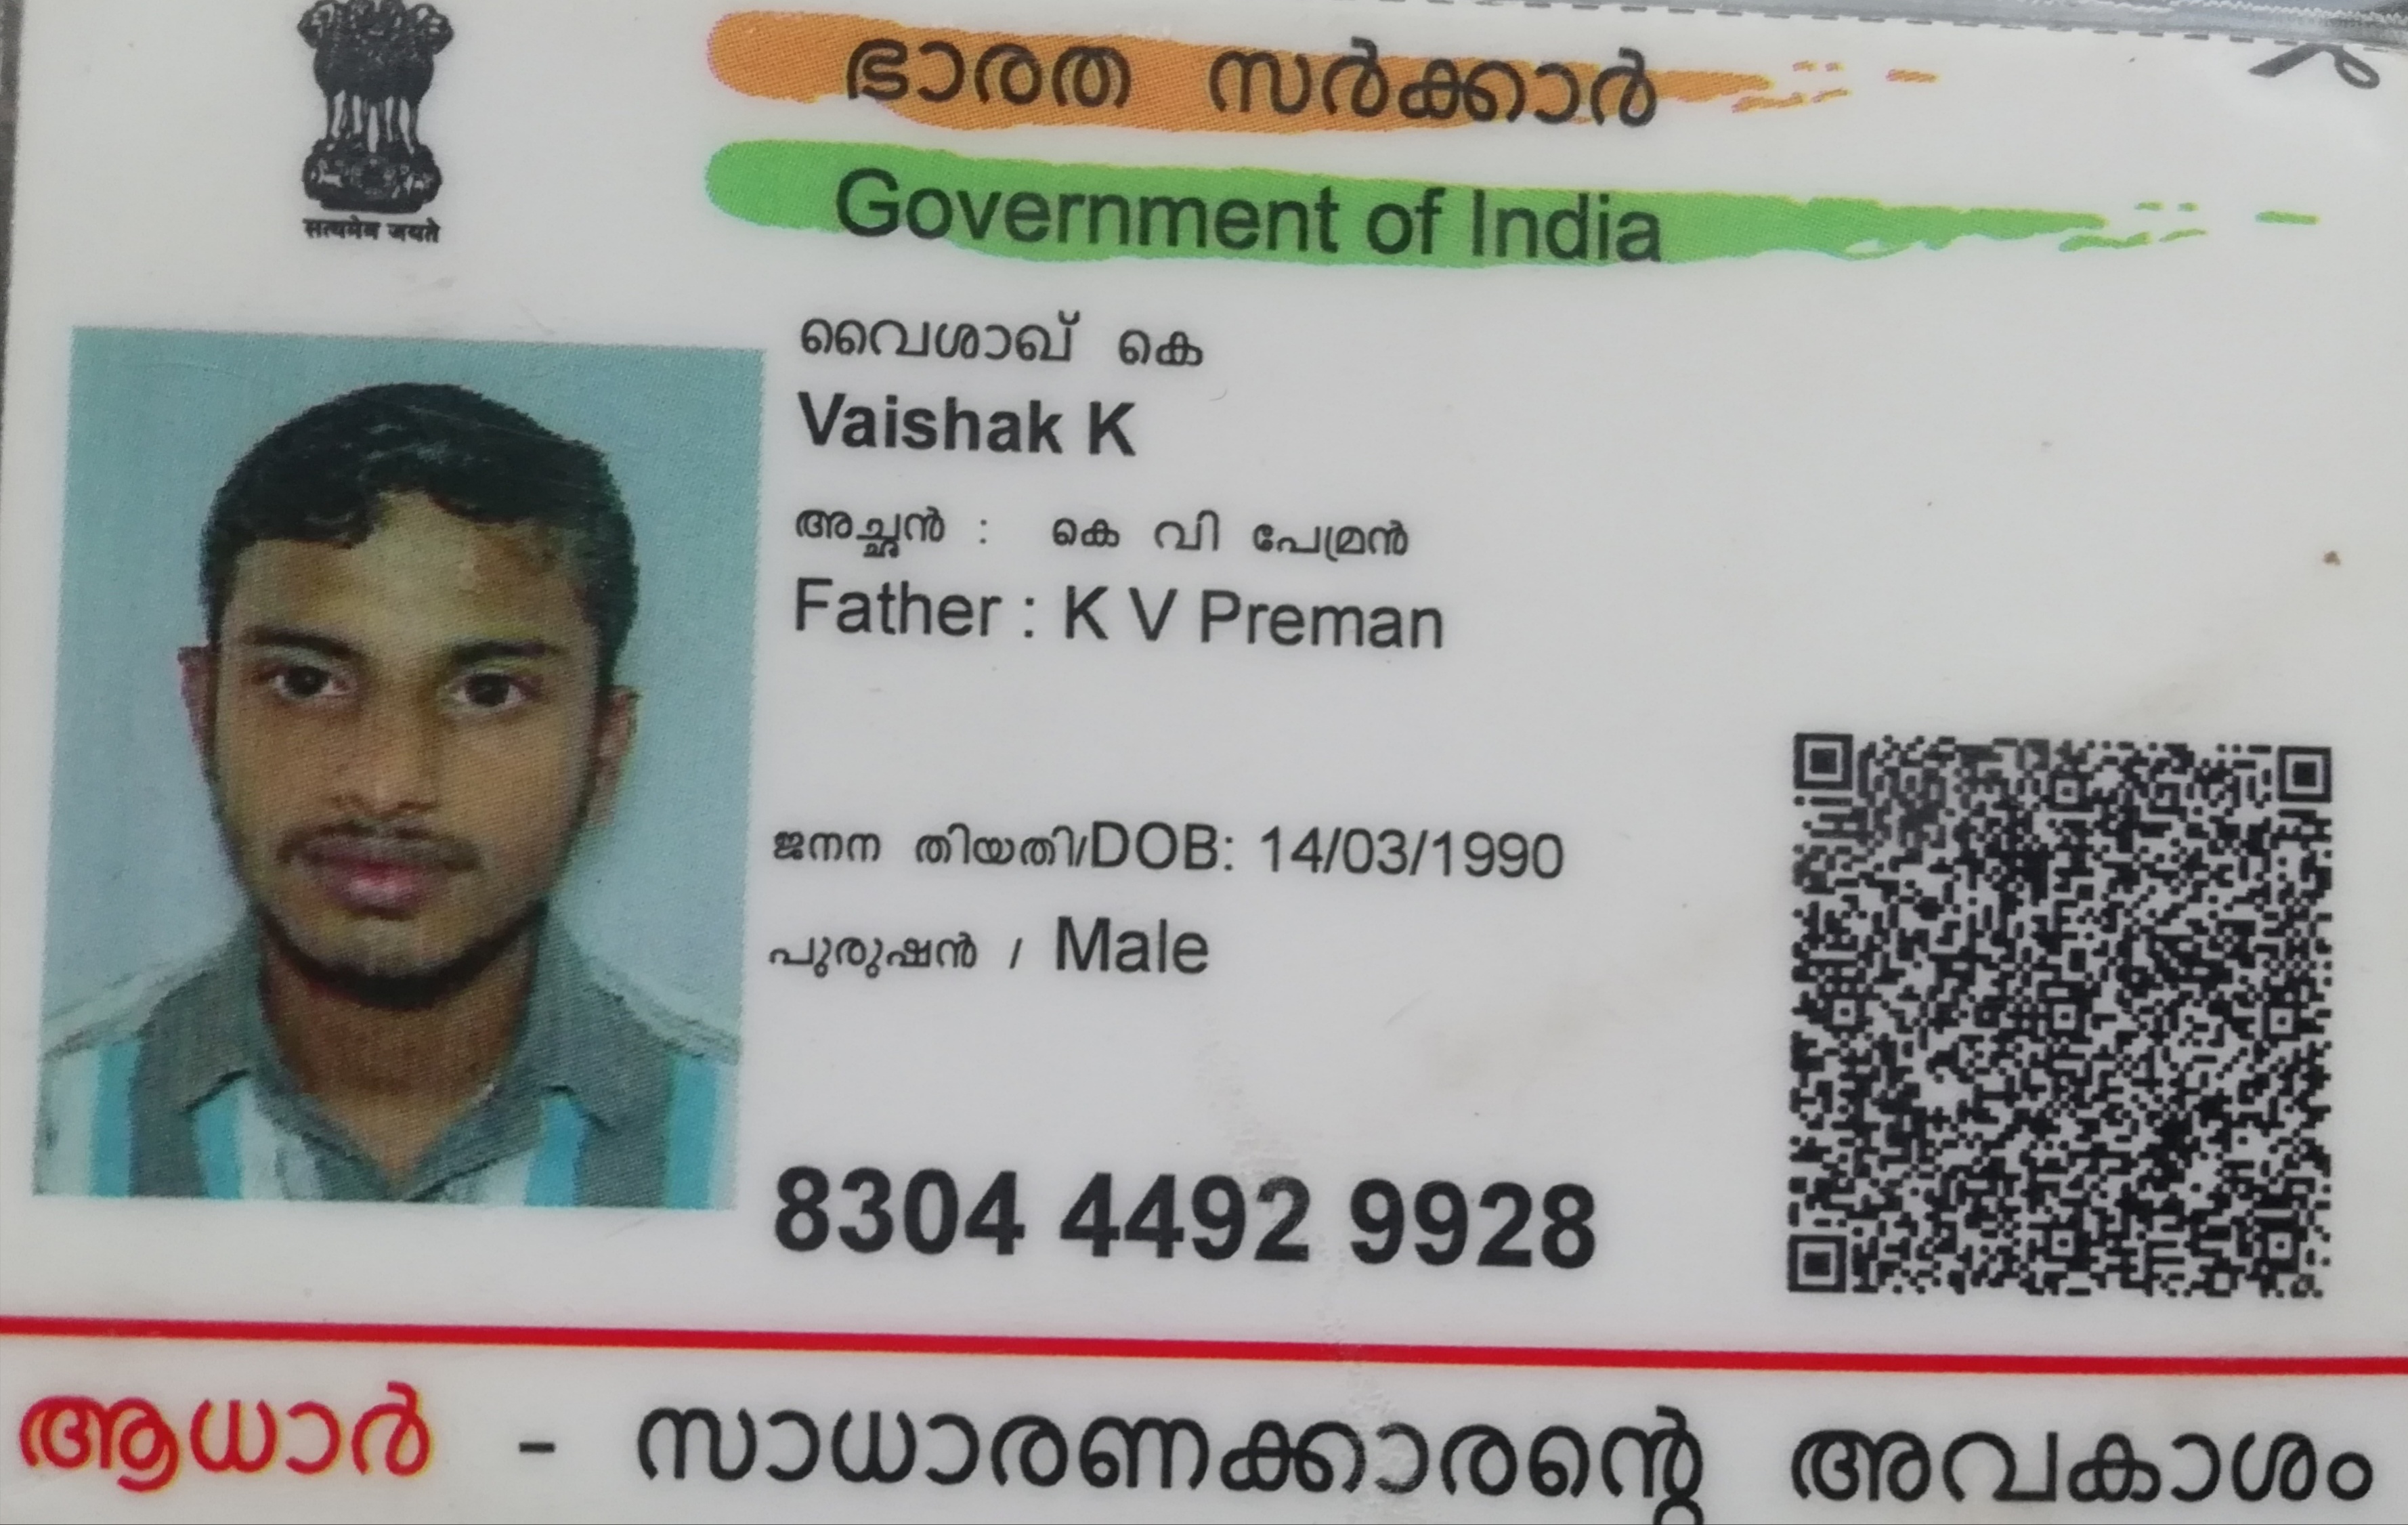 सत्यमेव जयते
ഭാരത സർക്കാർ
Government of India
വൈശാഖ് കെ
Vaishak K
അച്ഛൻ : കെ വി പ്രേമൻ
Father : K V Preman
ജനന തിയതി/DOB: 14/03/1990
പുരുഷൻ / Male
8304 4492 9928
ആധാർ - സാധാരണക്കാരന്റെ അവകാശം